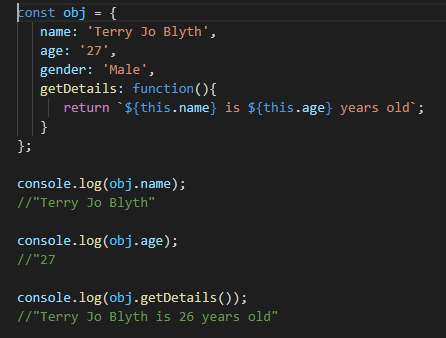 const obj = {
   name: 'Terry Jo Blyth',
   age: '27',
   gender: 'Male',
   getDetails: function(){
      return `${this.name} is ${this.age} years old`;
   }
};

console.log(obj.name);
//"Terry Jo Blyth"

console.log(obj.age);
//"27

console.log(obj.getDetails());
//"Terry Jo Blyth is 26 years old"